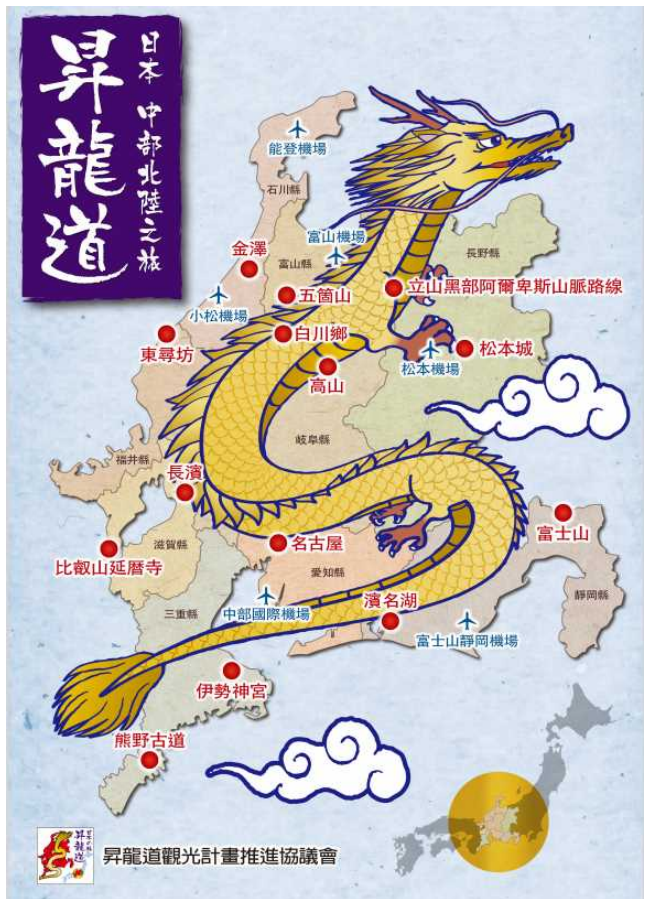 昇龍道
日本 中部北陸之旅
能登機場
石川縣
金澤
富山縣
富山機場
長野縣
五箇山
立山黑部阿爾卑斯山脈路線
小松機場
白川鄉
東尋坊
松本機場
松本城
高山
岐阜縣
福井縣
長濱
富士山
名古屋
滋賀縣
比叡山延暦寺
愛知縣
靜岡縣
中部國際機場
濱名湖
三重縣
富士山靜岡機場
伊勢神宮
熊野古道
昇龍道
昇龍道觀光計畫推進協議會